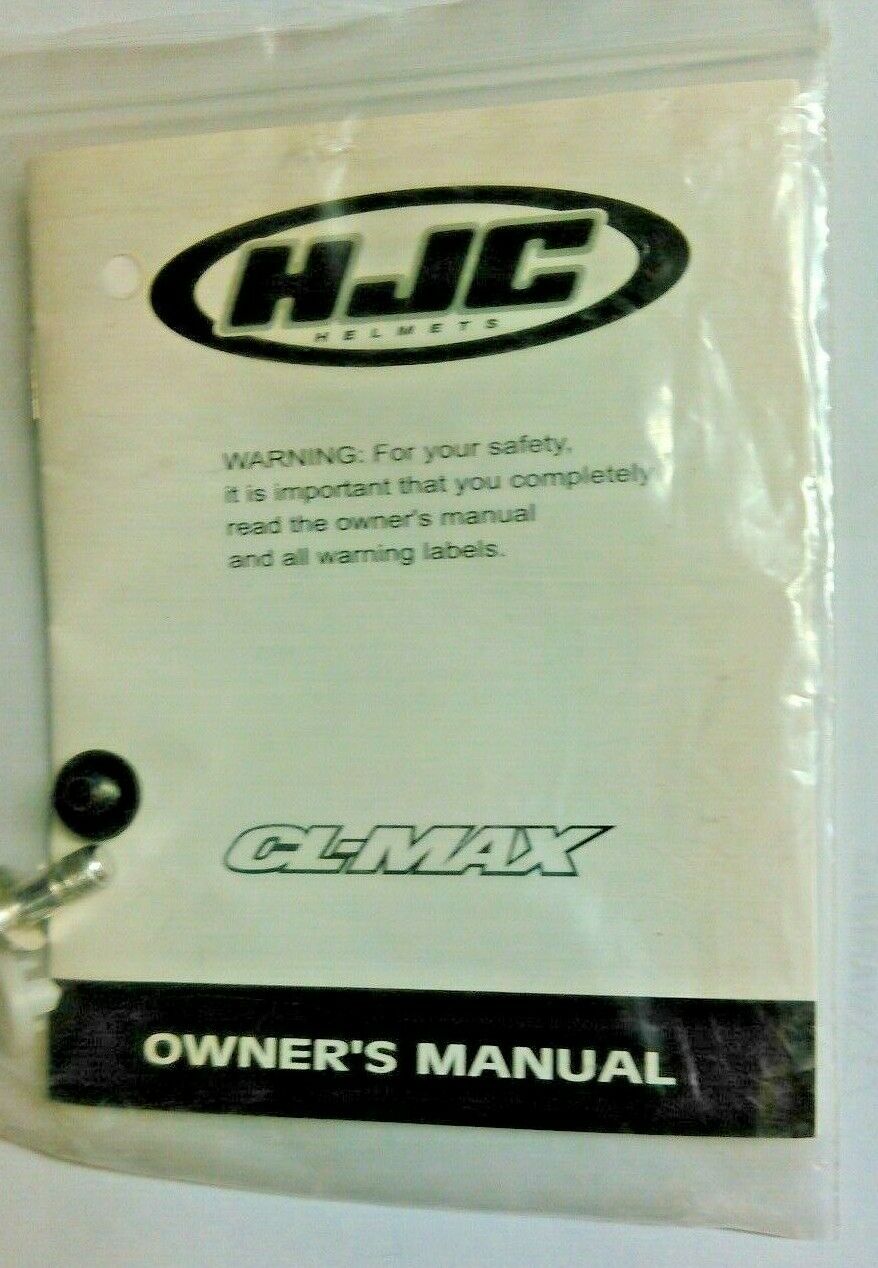 HJC
HELMETS
WARNING: For your safety,
it is important that you completely
read the owner's manual
and all warning labels.
CL-MAX
OWNER'S MANUAL